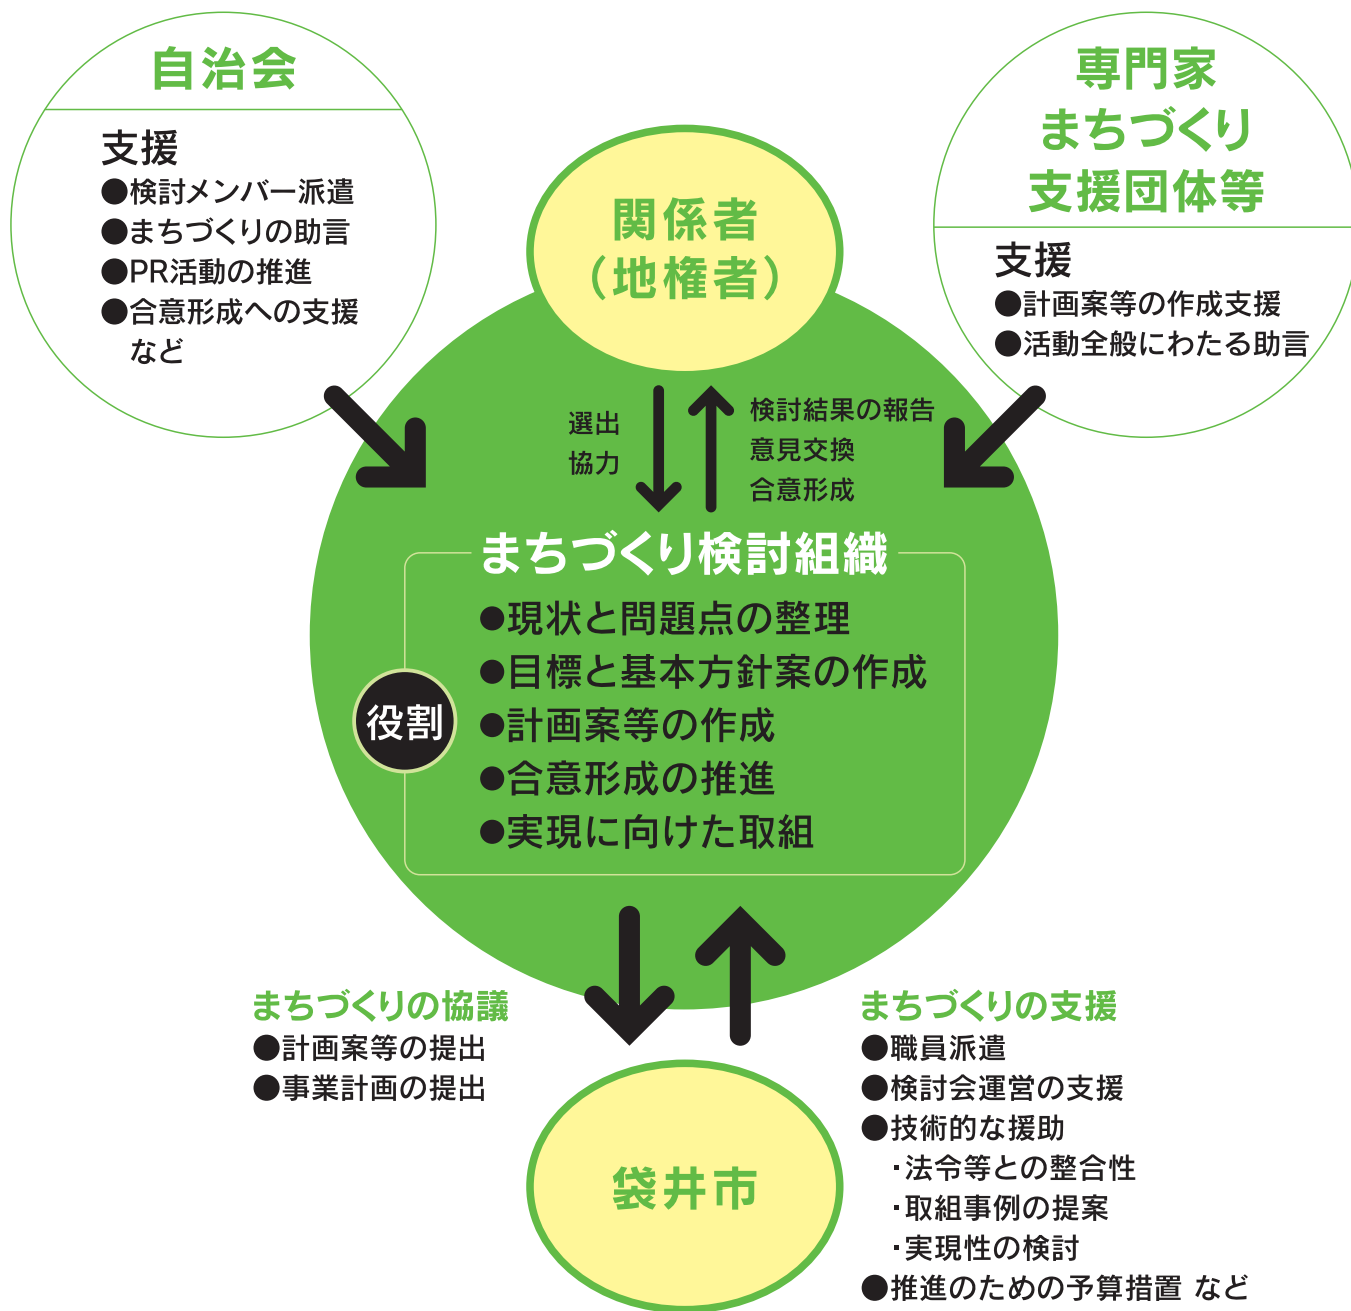 自治会
支援
●検討メンバー派遣
●まちづくりの助言
●PR活動の推進
●合意形成への支援
など
専門家
まちづくり
支援団体等
支援
●計画案等の作成支援
●活動全般にわたる助言
関係者
（地権者）
選出
協力
検討結果の報告
意見交換
合意形成
まちづくり検討組織
役割
●現状と問題点の整理
●目標と基本方針案の作成
●計画案等の作成
●合意形成の推進
●実現に向けた取組
まちづくりの協議
●計画案等の提出
●事業計画の提出
まちづくりの支援
●職員派遣
●検討会運営の支援
●技術的な援助
・法令等との整合性
・取組事例の提案
・実現性の検討
●推進のための予算措置 など
袋井市